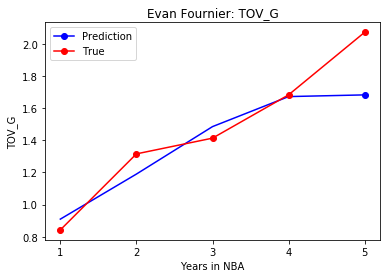 Evan Fournier: TOV_G
Prediction
True
TOV_G
2.0
1.8
1.6
1.4
1.2
1.0
0.8
1 2 3 4 5
Years in NBA